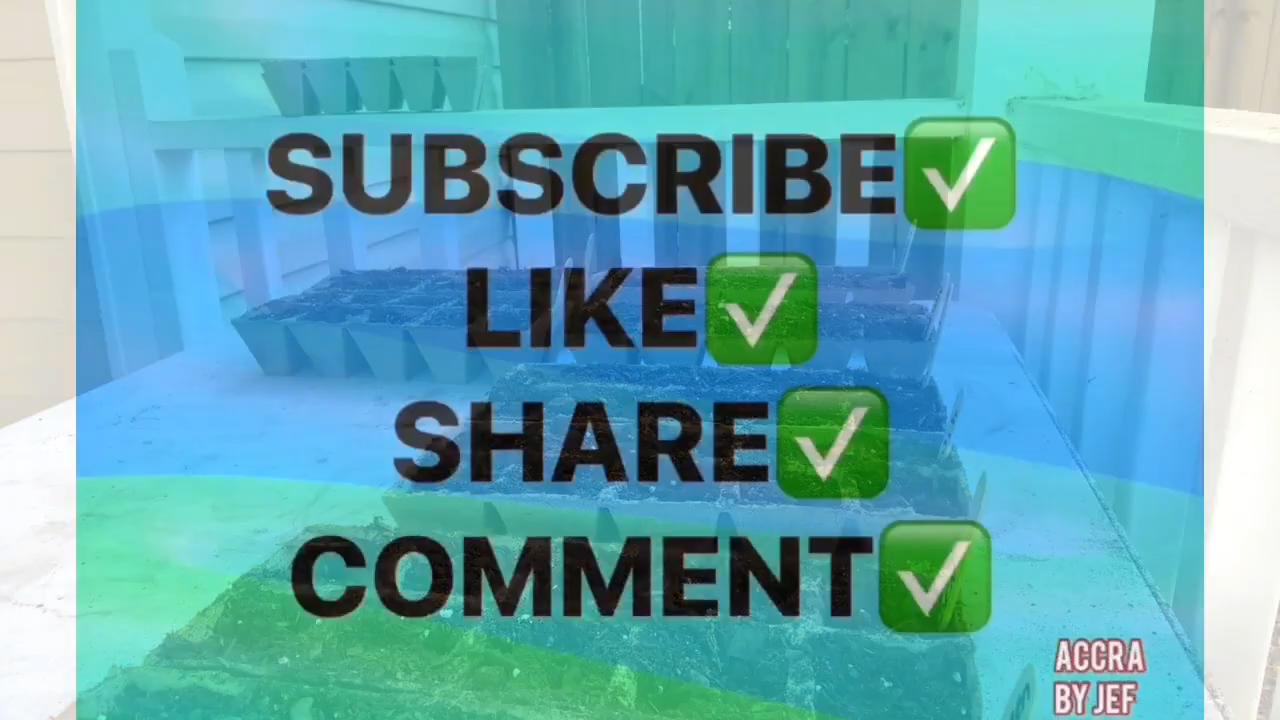 SUBSCRIBE✅
LIKE✅
SHARE✅
COMMENT✅
ACCRA
BY JEF